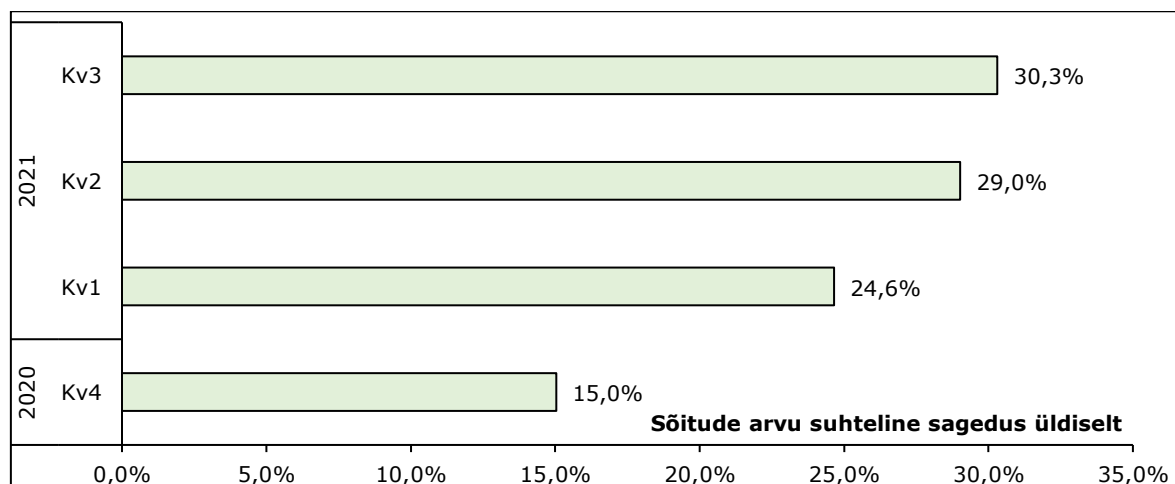 2021
Kv3
30,3%
Kv2
29,0%
Kv1
24,6%
2020
Kv4
15,0%
Sõitude arvu suhteline sagedus üldiselt
0,0% 5,0% 10,0% 15,0% 20,0% 25,0% 30,0% 35,0%